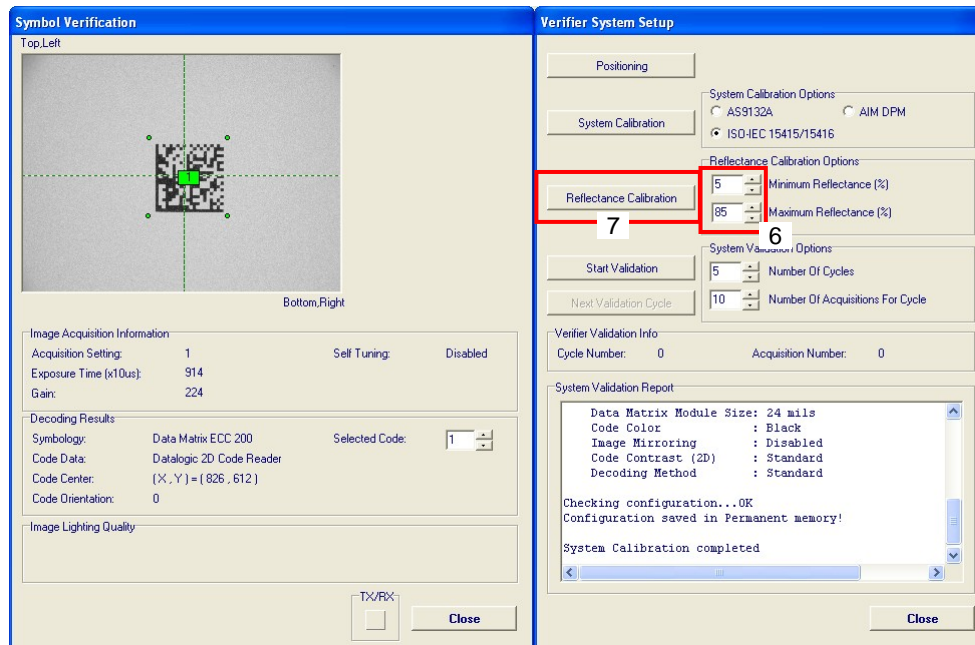 Symbol Verification
Top,Left
1
Bottom,Right
Image Acquisition Information
Acquisition Setting: 1 Self Tuning: Disabled
Exposure Time (x10us): 914
Gain: 224
Decoding Results
Symbology: Data Matrix ECC 200 Selected Code: 1
Code Data: Datalogic 2D Code Reader
Code Center: (X,Y) = (826, 612)
Code Orientation: 0
Image Lighting Quality
TX/RX
Close
Verifier System Setup
Positioning
System Calibration Options
AS9132A AIM DPM
System Calibration
ISO-IEC 15415/15416
Reflectance Calibration Options
5 Minimum Reflectance (%)
Reflectance Calibration
85 Maximum Reflectance (%)
7
6
System Validation Options
Start Validation 5 Number Of Cycles
Next Validation Cycle 10 Number Of Acquisitions For Cycle
Verifier Validation Info
Cycle Number: 0 Acquisition Number: 0
System Validation Report
Data Matrix Module Size: 24 mils
Code Color : Black
Image Mirroring : Disabled
Code Contrast (2D) : Standard
Decoding Method : Standard
Checking configuration...OK
Configuration saved in Permanent memory!
System Calibration completed
Close